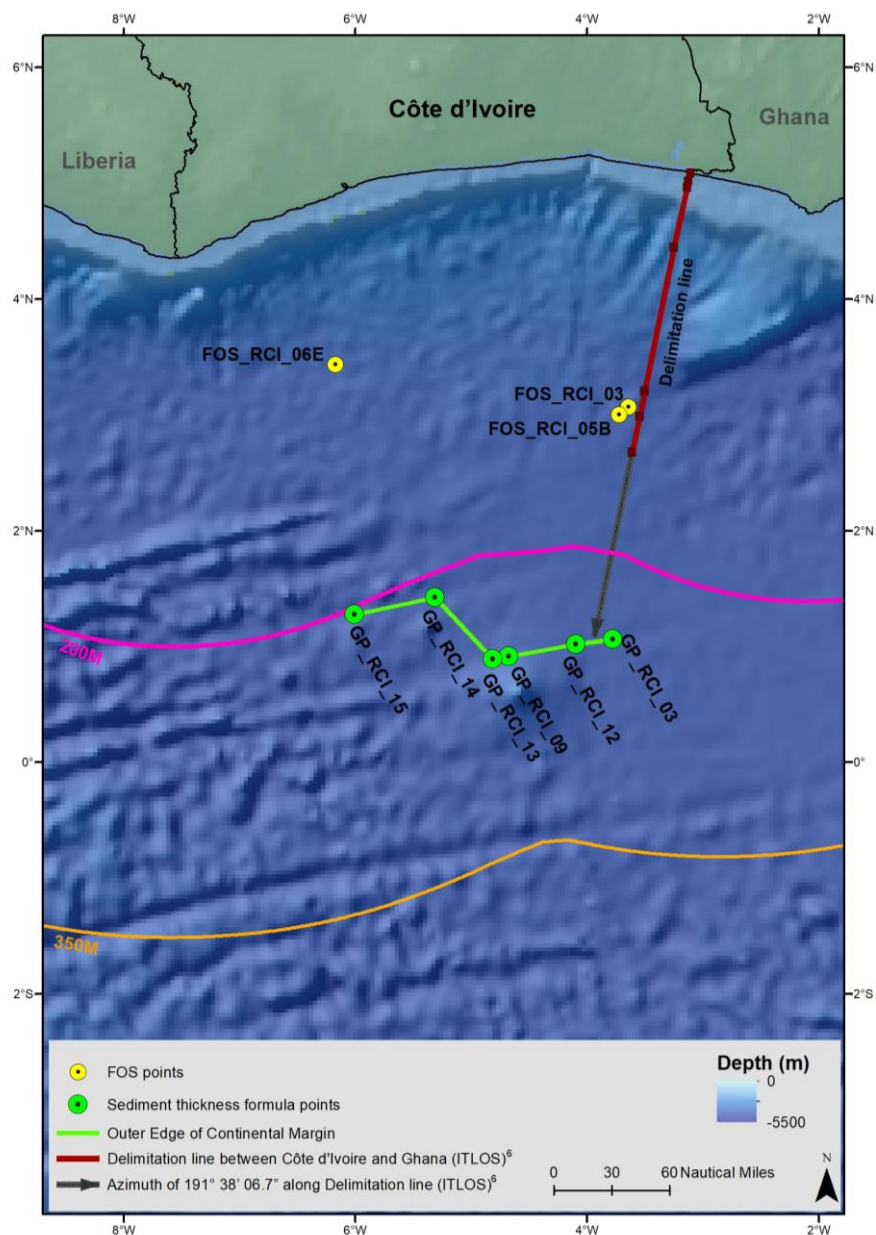 8°W 6°W 4°W 2°W
6°N 6°N
Côte d'Ivoire
Ghana
Liberia
4°N 4°N
Delimitation line
FOS_RCI_06E
FOS_RCI_03
FOS_RCI_05B
2°N 2°N
200M
GP_RCI_15
GP_RCI_14
GP_RCI_13
GP_RCI_09
GP_RCI_12
GP_RCI_03
0° 0°
350M
2°S 2°S
FOS points
Sediment thickness formula points
Outer Edge of Continental Margin
Delimitation line between Côte d'Ivoire and Ghana (ITLOS)⁶
Azimuth of 191° 38' 06.7" along Delimitation line (ITLOS)⁶
Depth (m)
0
-5500
0 30 60 Nautical Miles
N
8°W 6°W 4°W 2°W